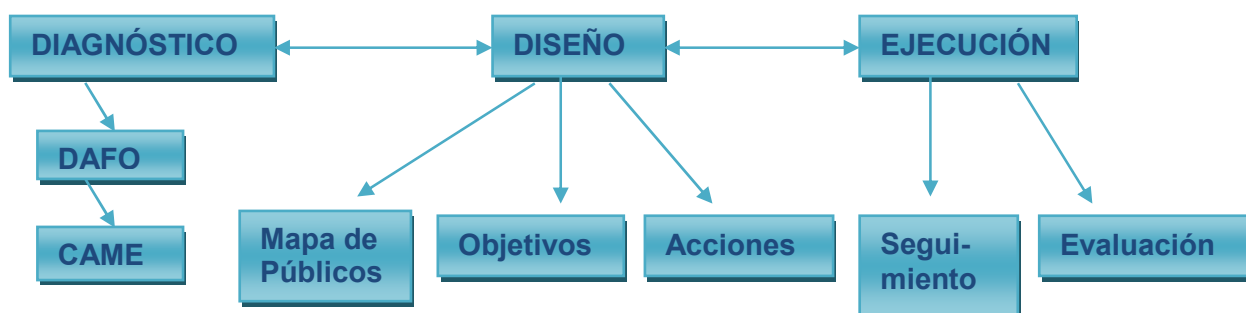 DIAGNÓSTICO
DISEÑO
EJECUCIÓN
DAFO
CAME
Mapa de
Públicos
Objetivos
Acciones
Segui-
miento
Evaluación